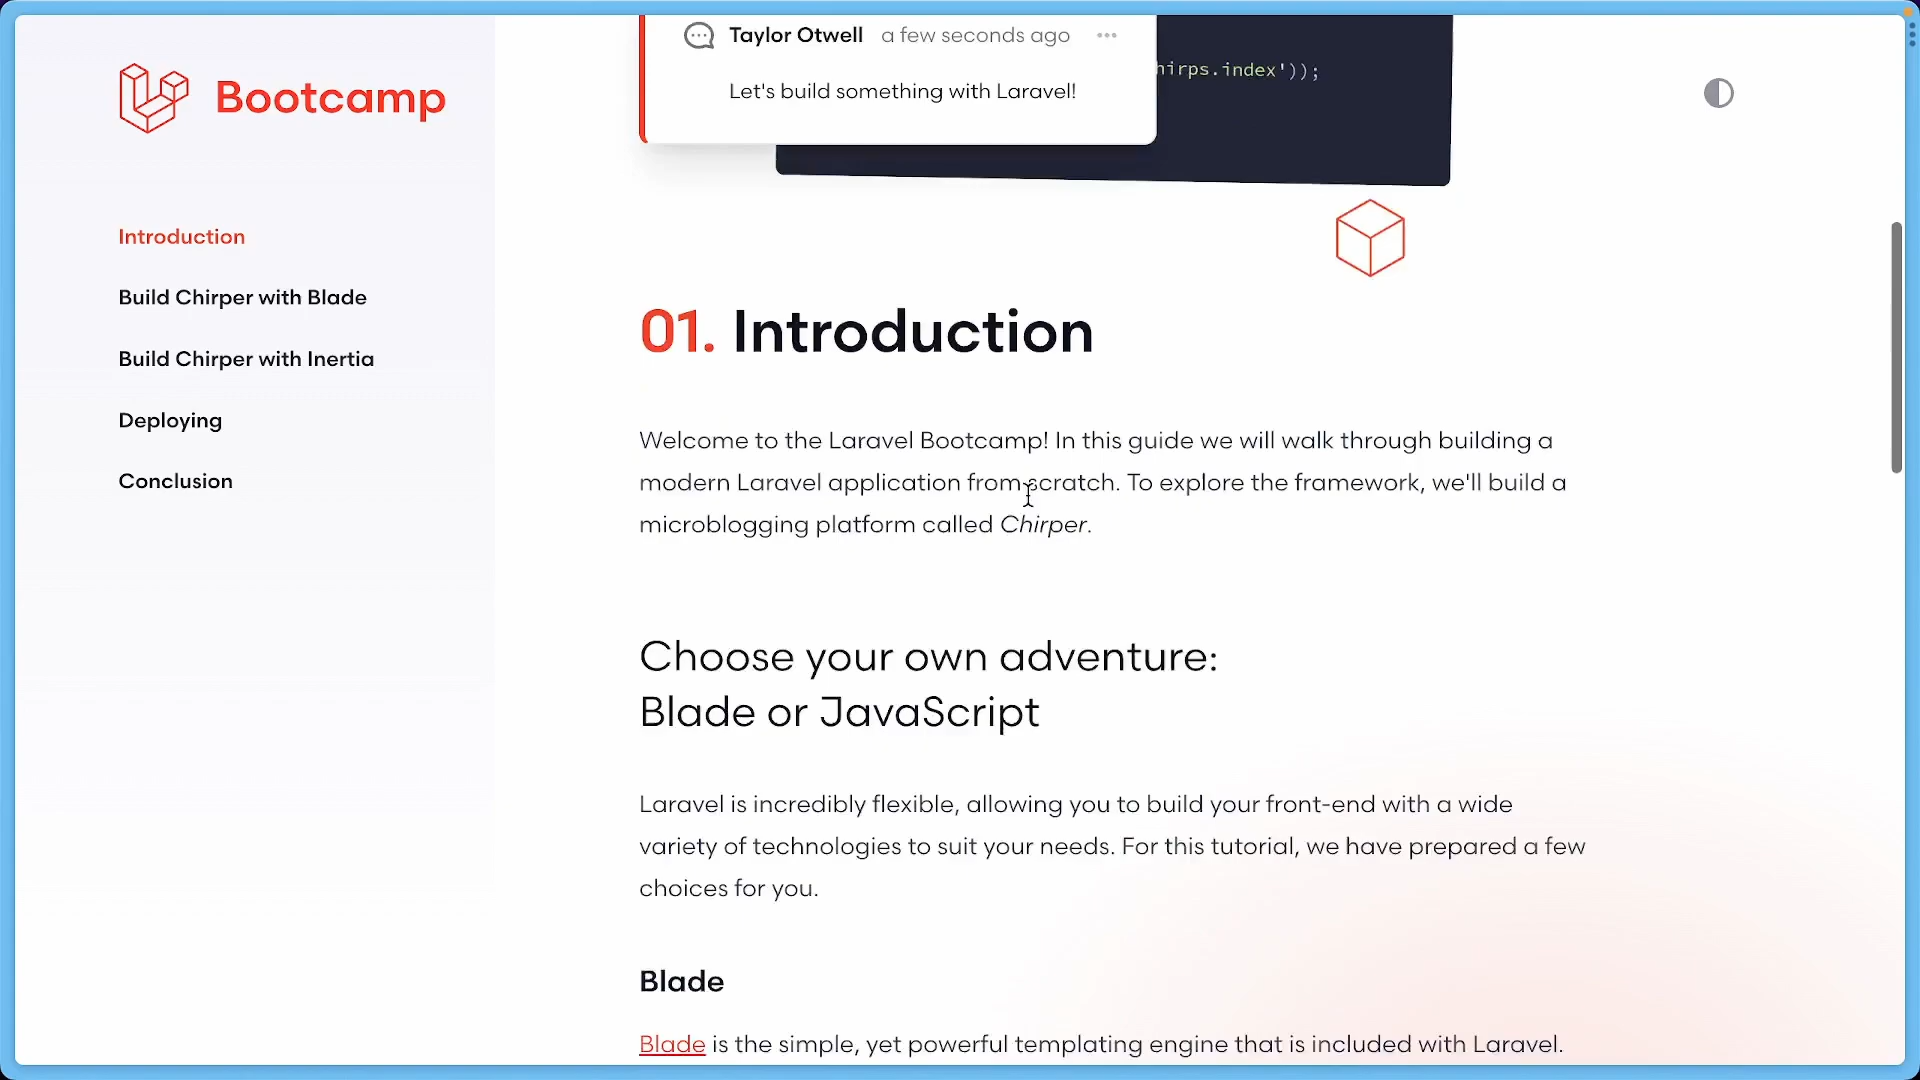 Bootcamp
Introduction
Build Chirper with Blade
Build Chirper with Inertia
Deploying
Conclusion
Taylor Otwell a few seconds ago
Let's build something with Laravel!
hirps.index'));
01. Introduction
Welcome to the Laravel Bootcamp! In this guide we will walk through building a
modern Laravel application from scratch. To explore the framework, we'll build a
microblogging platform called Chirper.
Choose your own adventure:
Blade or JavaScript
Laravel is incredibly flexible, allowing you to build your front-end with a wide
variety of technologies to suit your needs. For this tutorial, we have prepared a few
choices for you.
Blade
Blade is the simple, yet powerful templating engine that is included with Laravel.